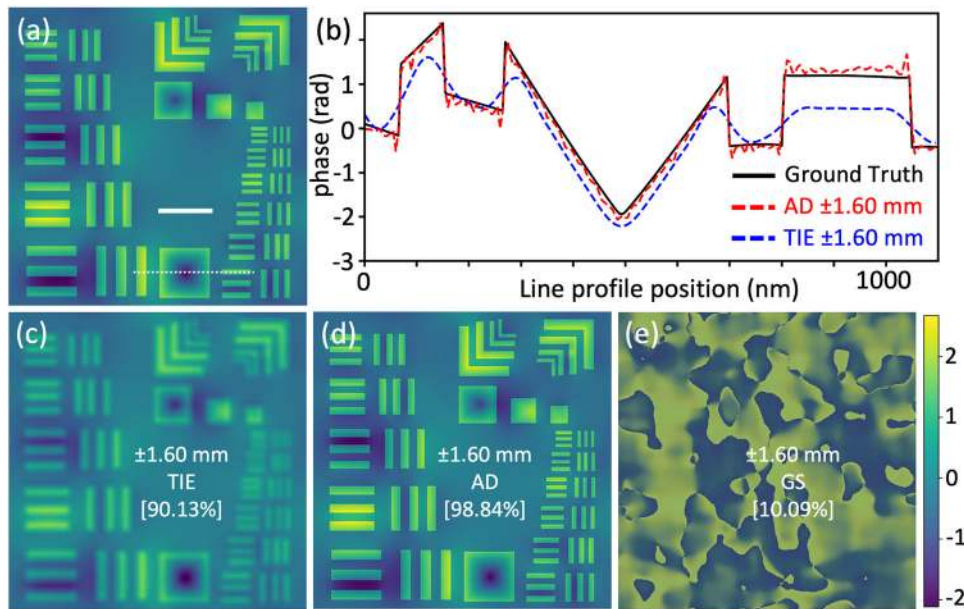 (a)
(b)
phase (rad)
1
0
-1
-2
-3
Ground Truth
AD ±1.60 mm
TIE ±1.60 mm
0
1000
Line profile position (nm)
(c)
±1.60 mm
TIE
[90.13%]
(d)
±1.60 mm
AD
[98.84%]
(e)
±1.60 mm
GS
[10.09%]
2
1
0
-1
-2